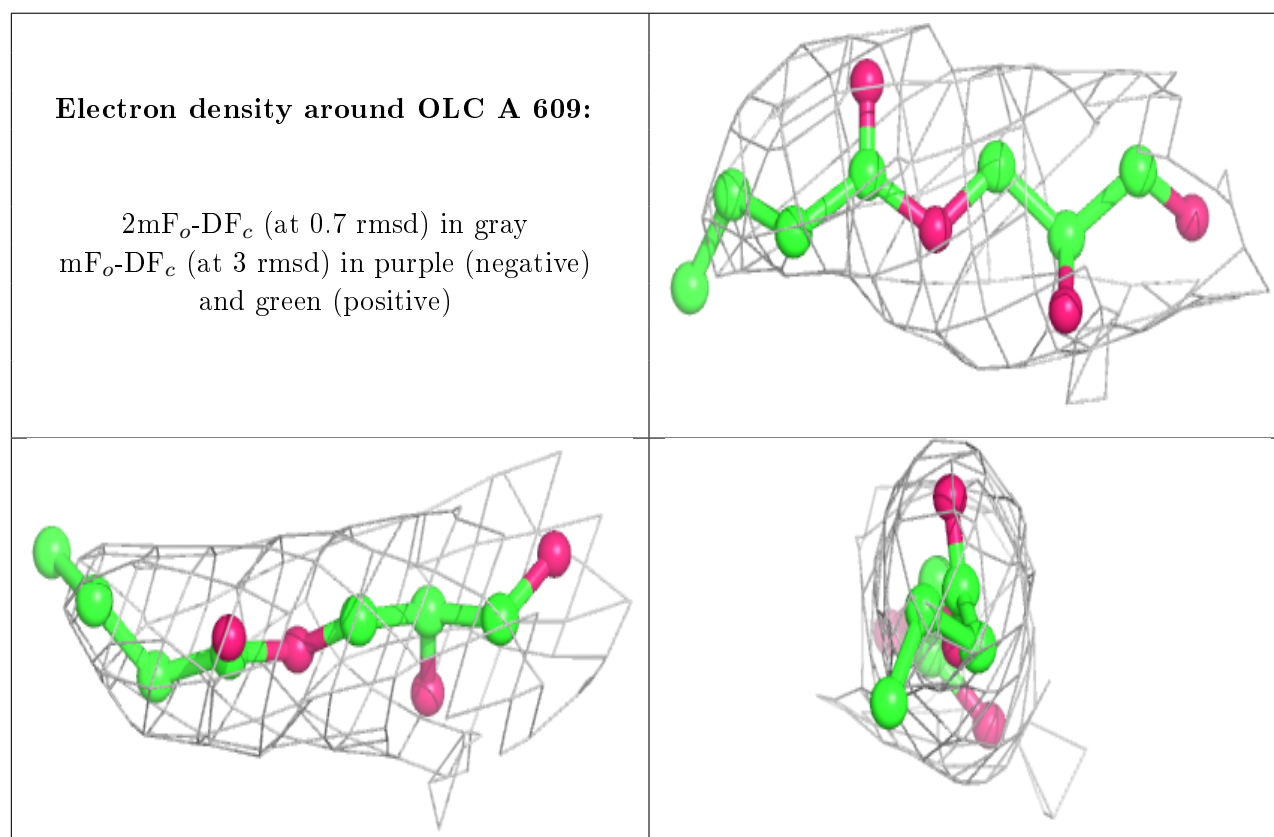 Electron density around OLC A 609:
2mF$_o$-DF$_c$ (at 0.7 rmsd) in gray
mF$_o$-DF$_c$ (at 3 rmsd) in purple (negative)
and green (positive)